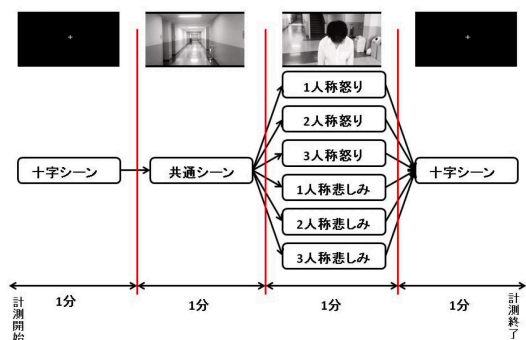 1人称怒り
2人称怒り
3人称怒り
十字シーン
共通シーン
1人称悲しみ
十字シーン
2人称悲しみ
3人称悲しみ
1分
1分
1分
1分
計測開始
計測終了